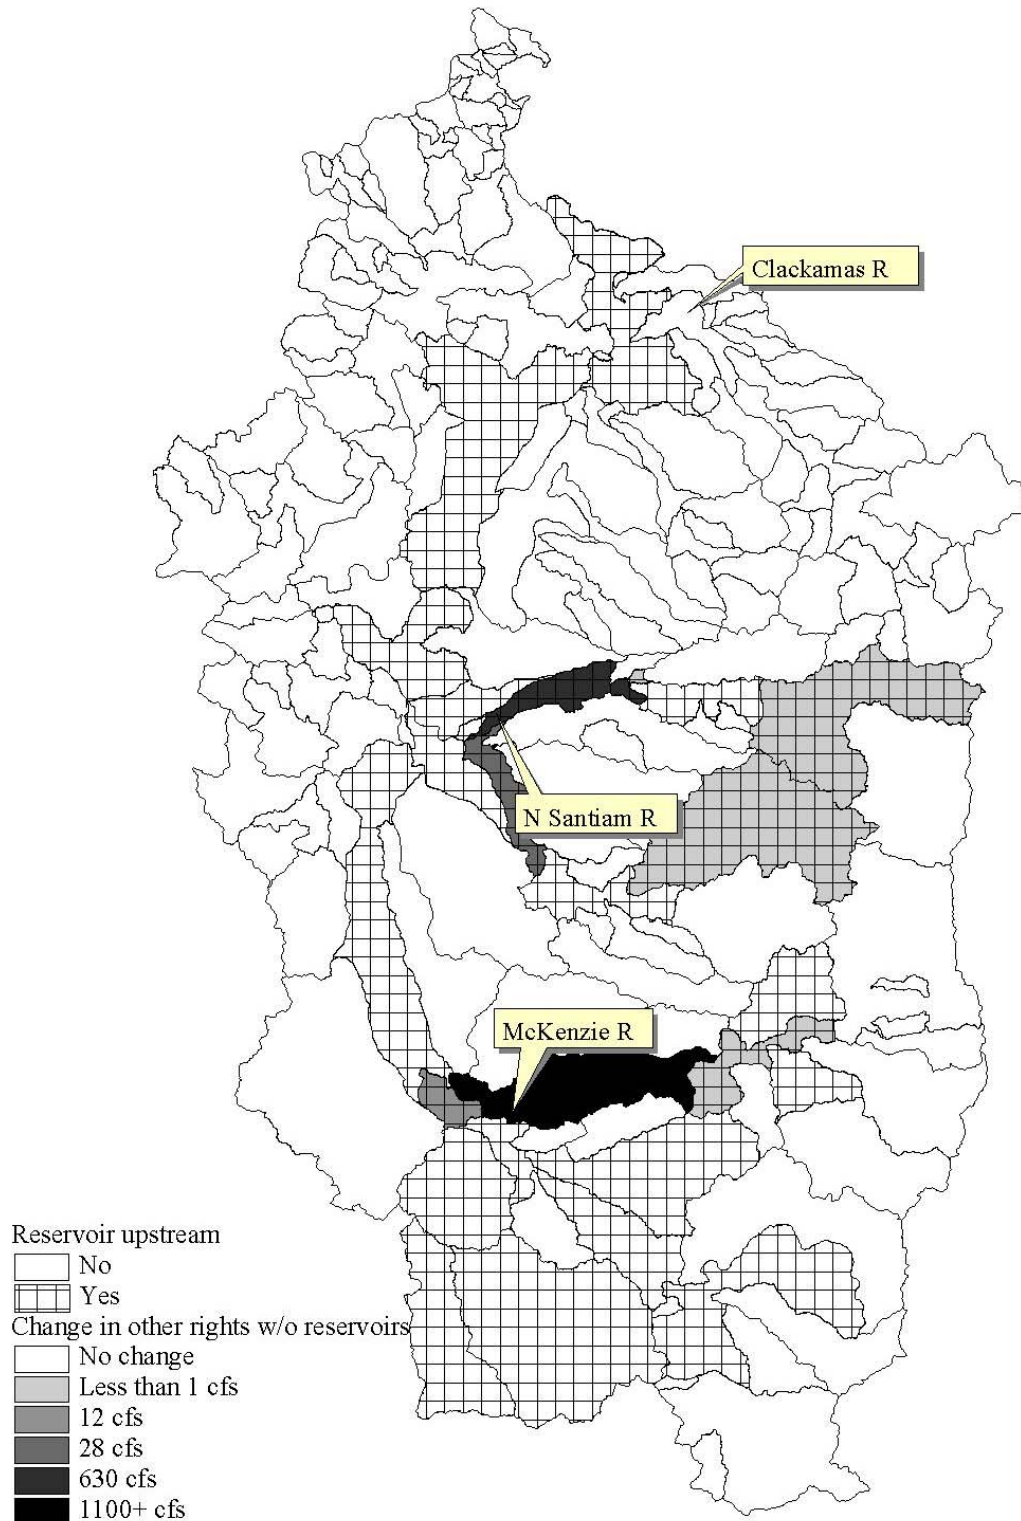 Clackamas R
N Santiam R
McKenzie R
Reservoir upstream
No
Yes
Change in other rights w/o reservoirs
No change
Less than 1 cfs
12 cfs
28 cfs
630 cfs
1100+ cfs